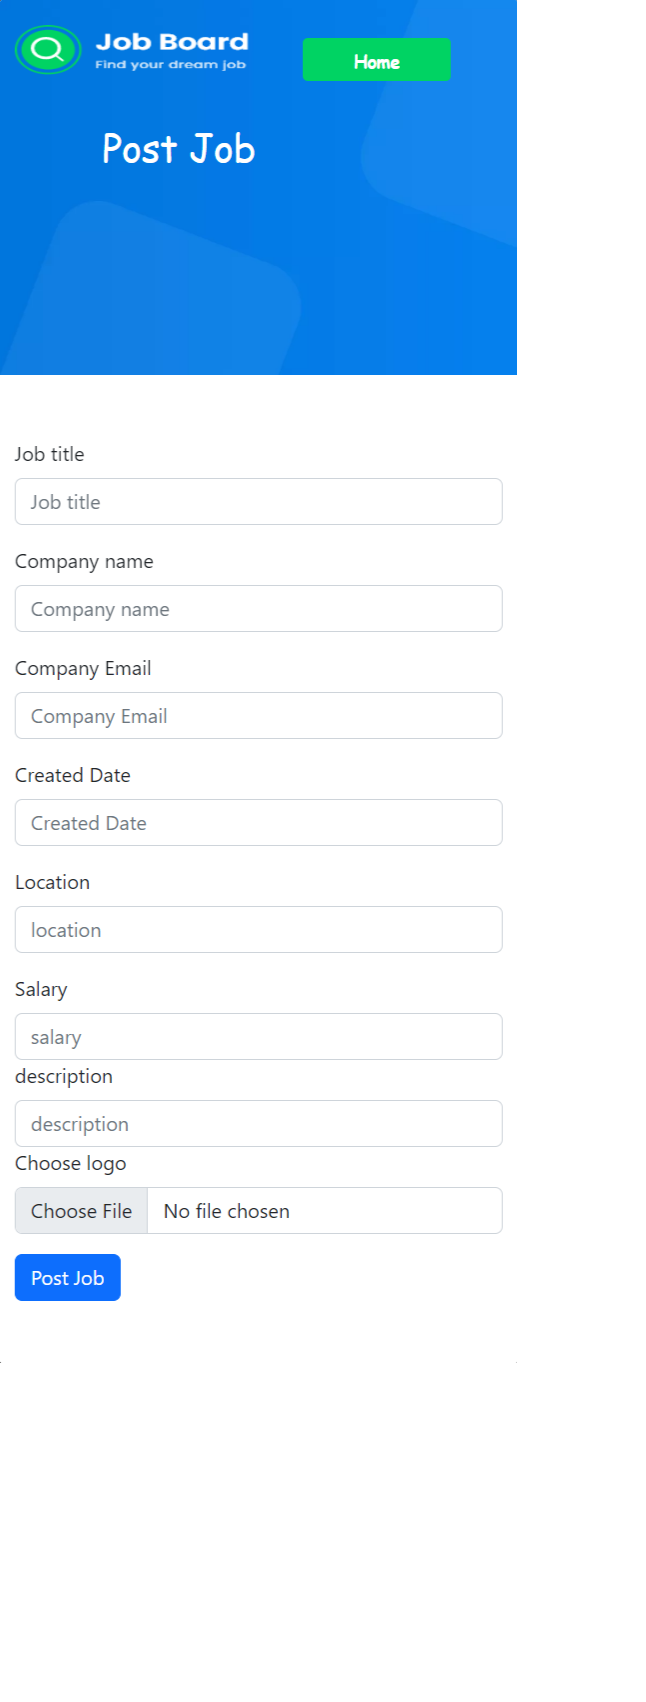 Job Board
Find your dream job
Home
Post Job
Job title
Job title
Company name
Company name
Company Email
Company Email
Created Date
Created Date
Location
location
Salary
salary
description
description
Choose logo
Choose File No file chosen
Post Job